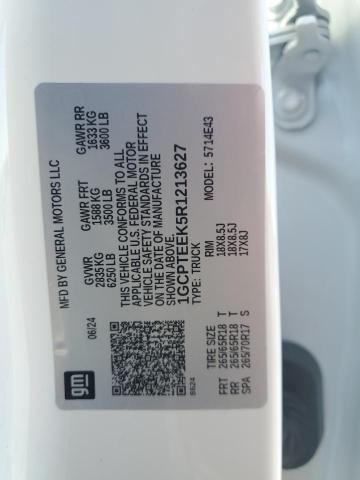 MFD BY GENERAL MOTORS LLC
06/24
GVWR
2835 KG
6250 LB
GAWR FRT
1588 KG
3500 LB
GAWR RR
1633 KG
3600 LB
THIS VEHICLE CONFORMS TO ALL
APPLICABLE U.S. FEDERAL MOTOR
VEHICLE SAFETY STANDARDS IN EFFECT
ON THE DATE OF MANUFACTURE
SHOWN ABOVE.
1GCPTEEK5R1213627
TYPE: TRUCK
MODEL: 5714E43
TIRE SIZE RIM
FRT 265/65R18 T 18X8.5J
RR 265/65R18 T 18X8.5J
SPA 265/70R17 S 17X8J
gm
B624